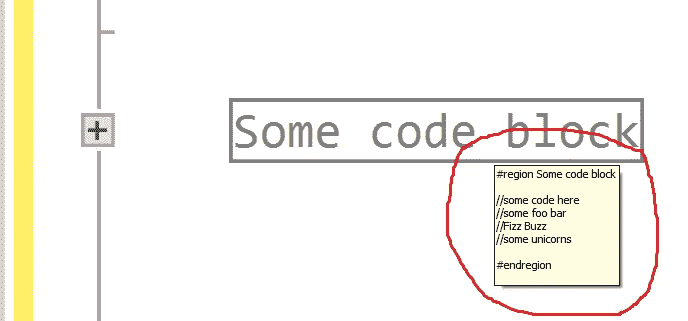 Some code block
#region Some code block
//some code here
//some foo bar
//Fizz Buzz
//some unicorns
#endregion